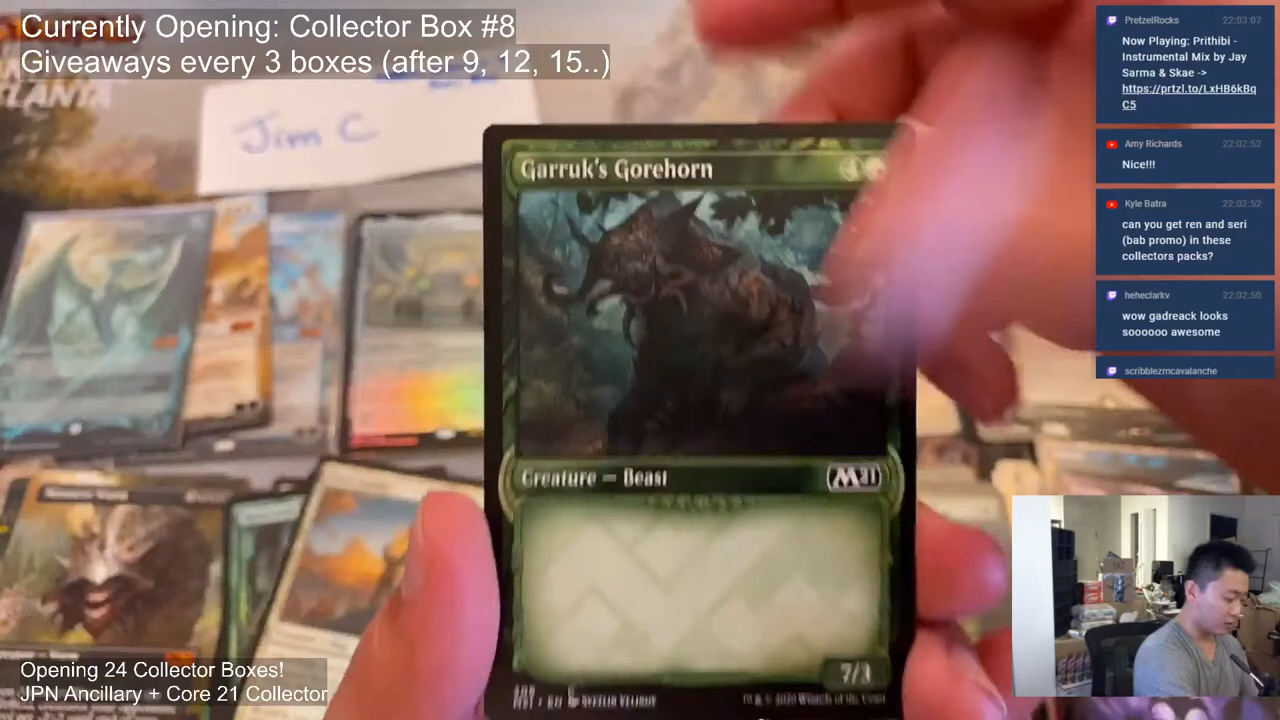 Currently Opening: Collector Box #8
Giveaways every 3 boxes (after 9, 12, 15..)
LANTA
Jim C
Garruk's Gorehorn
Creature — Beast
M21
7/3
Opening 24 Collector Boxes!
JPN Ancillary + Core 21 Collector
PretzelRocks 22:03:07
Now Playing: Prithibi -
Instrumental Mix by Jay
Sarma & Skae ->
https://prtzl.to/LxHB6kBq
C5
Amy Richards 22:02:52
Nice!!!
Kyle Batra 22:02:52
can you get ren and seri
(bab promo) in these
collectors packs?
heheclarkv 22:02:50
wow gadreack looks
soooooo awesome
scribblezmcavalanche